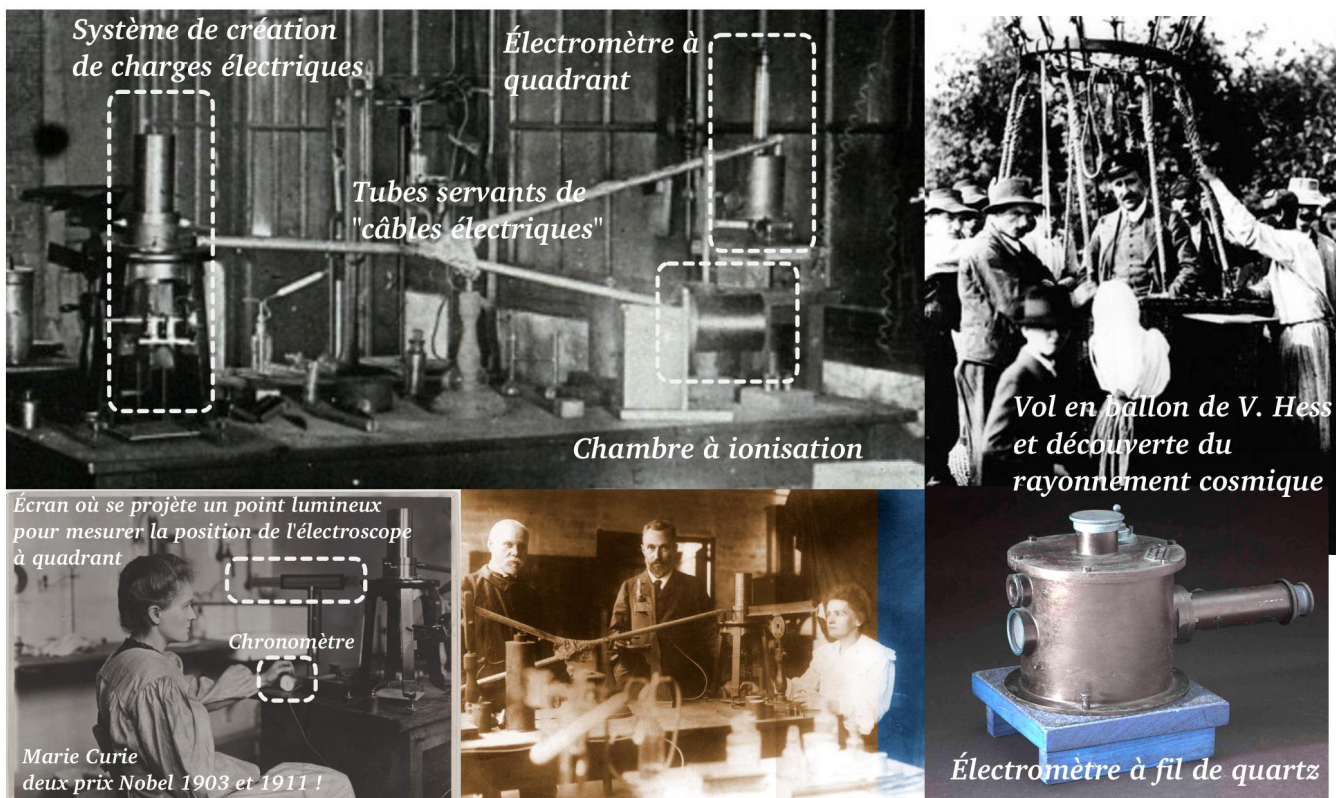 Système de création
de charges électriques
Électromètre à
quadrant
Tubes servants de
"câbles électriques"
Chambre à ionisation
Vol en ballon de V. Hess
et découverte du
rayonnement cosmique
Écran où se projète un point lumineux
pour mesurer la position de l'électroscope
à quadrant
Chronomètre
Marie Curie
deux prix Nobel 1903 et 1911 !
Électromètre à fil de quartz